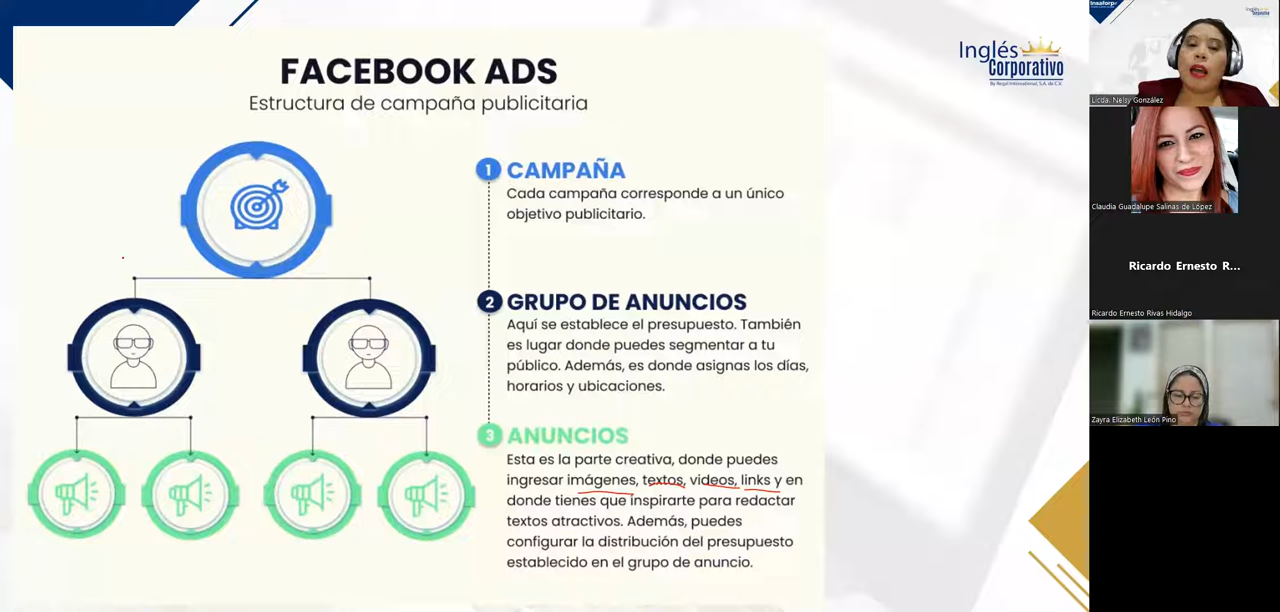 FACEBOOK ADS
Estructura de campaña publicitaria
Inglés
Corporativo
By Regal International, S.A. de C.V.
1 CAMPAÑA
Cada campaña corresponde a un único
objetivo publicitario.
2 GRUPO DE ANUNCIOS
Aquí se establece el presupuesto. También
es lugar donde puedes segmentar a tu
público. Además, es donde asignas los días,
horarios y ubicaciones.
3 ANUNCIOS
Esta es la parte creativa, donde puedes
ingresar imágenes, textos, videos, links y en
donde tienes que inspirarte para redactar
textos atractivos. Además, puedes
configurar la distribución del presupuesto
establecido en el grupo de anuncio.
Insaforp
Licda. Nelsy González
Claudia Guadalupe Salinas de López
Ricardo Ernesto R...
Ricardo Ernesto Rivas Hidalgo
Zayra Elizabeth León Pino